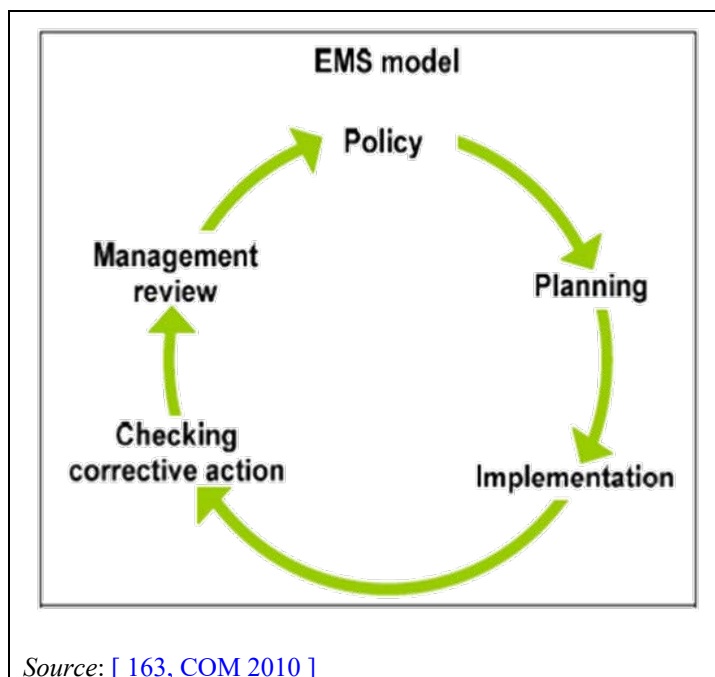 EMS model
Policy
Planning
Implementation
Checking
corrective action
Management
review
Source: [ 163, COM 2010 ]